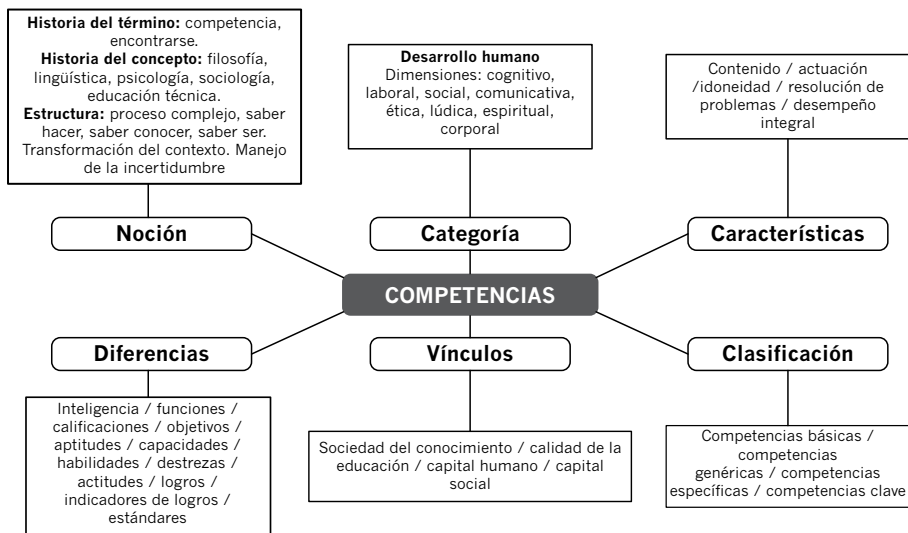 Historia del término: competencia,
encontrarse.
Historia del concepto: filosofía,
lingüística, psicología, sociología,
educación técnica.
Estructura: proceso complejo, saber
hacer, saber conocer, saber ser.
Transformación del contexto. Manejo
de la incertidumbre
Desarrollo humano
Dimensiones: cognitivo,
laboral, social, comunicativa,
ética, lúdica, espiritual,
corporal
Contenido / actuación
/idoneidad / resolución de
problemas / desempeño
integral
Noción
Categoría
Características
COMPETENCIAS
Diferencias
Vínculos
Clasificación
Inteligencia / funciones /
calificaciones / objetivos /
aptitudes / capacidades /
habilidades / destrezas /
actitudes / logros /
indicadores de logros /
estándares
Sociedad del conocimiento / calidad de la
educación / capital humano / capital
social
Competencias básicas /
competencias
genéricas / competencias
específicas / competencias clave